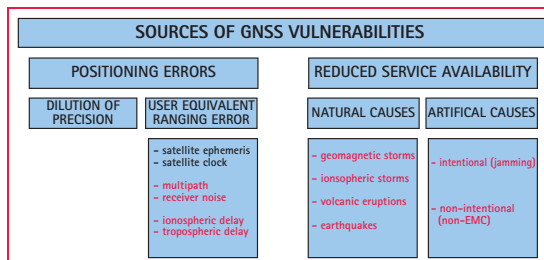 SOURCES OF GNSS VULNERABILITIES
POSITIONING ERRORS
REDUCED SERVICE AVAILABILITY
DILUTION OF
PRECISION
USER EQUIVALENT
RANGING ERROR
NATURAL CAUSES
ARTIFICAL CAUSES
- satellite ephemeris
- satellite clock
- multipath
- receiver noise
- ionospheric delay
- tropospheric delay
- geomagnetic storms
- ionsopheric storms
- volcanic eruptions
- earthquakes
- intentional (jamming)
- non-intentional
(non-EMC)